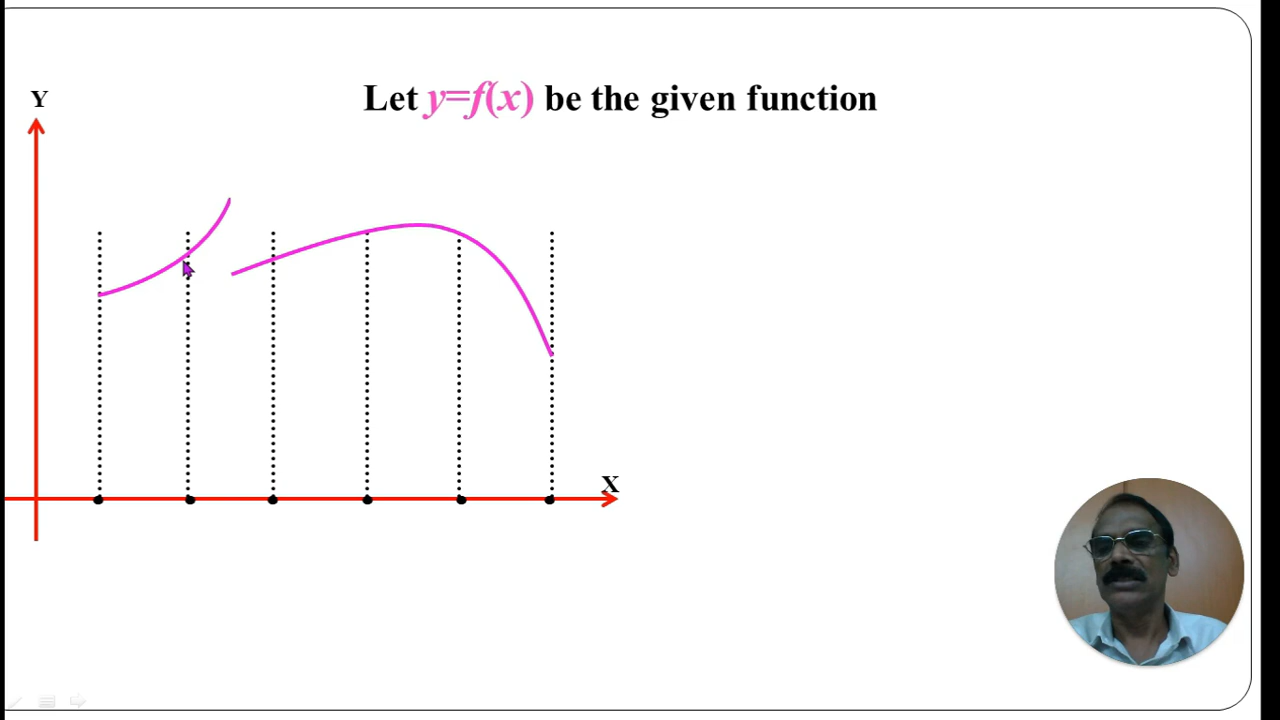 Let y=f(x) be the given function
Y
X